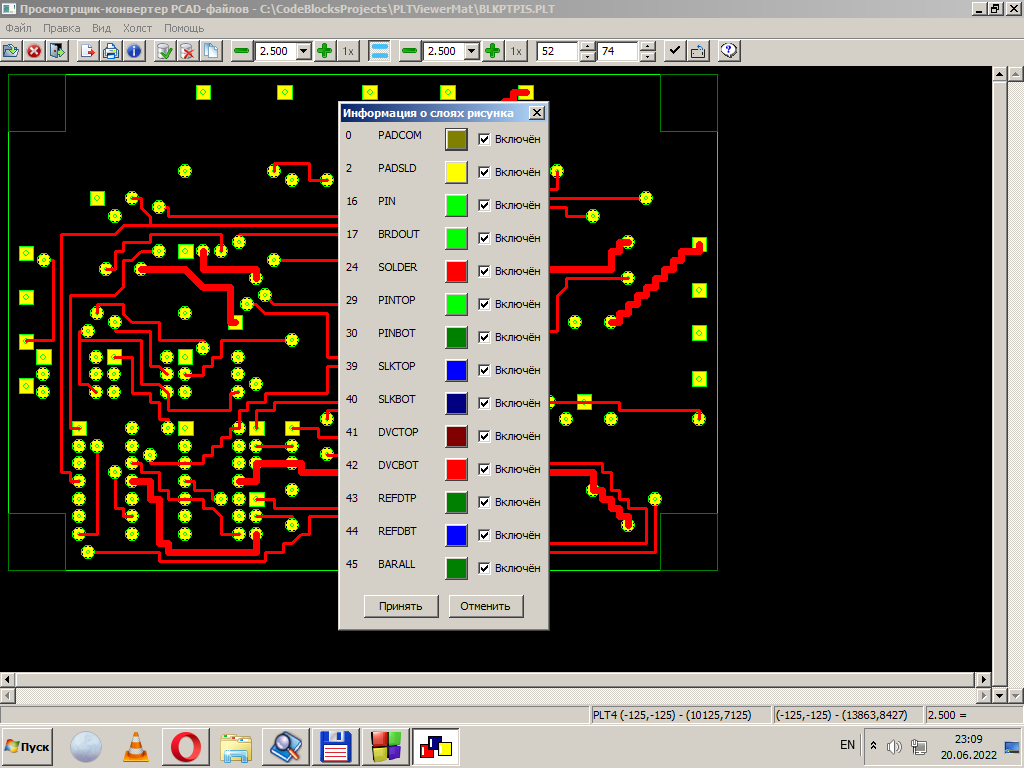 Просмотрщик-конвертер PCAD-файлов - C:\CodeBlocksProjects\PLTViewerMat\BLKPTPIS.PLT
Файл Правка Вид Холст Помощь
2.500 1x 2.500 1x 52 74
Информация о слоях рисунка
0 PADCOM Включён
2 PADSLD Включён
16 PIN Включён
17 BRDOUT Включён
24 SOLDER Включён
29 PINTOP Включён
30 PINBOT Включён
39 SLKTOP Включён
40 SLKBOT Включён
41 DVCTOP Включён
42 DVCBOT Включён
43 REFDTP Включён
44 REFDBT Включён
45 BARALL Включён
Принять Отменить
PLT4 (-125,-125) - (10125,7125) (-125,-125) - (13863,8427) 2.500 =
Пуск EN 23:09
20.06.2022